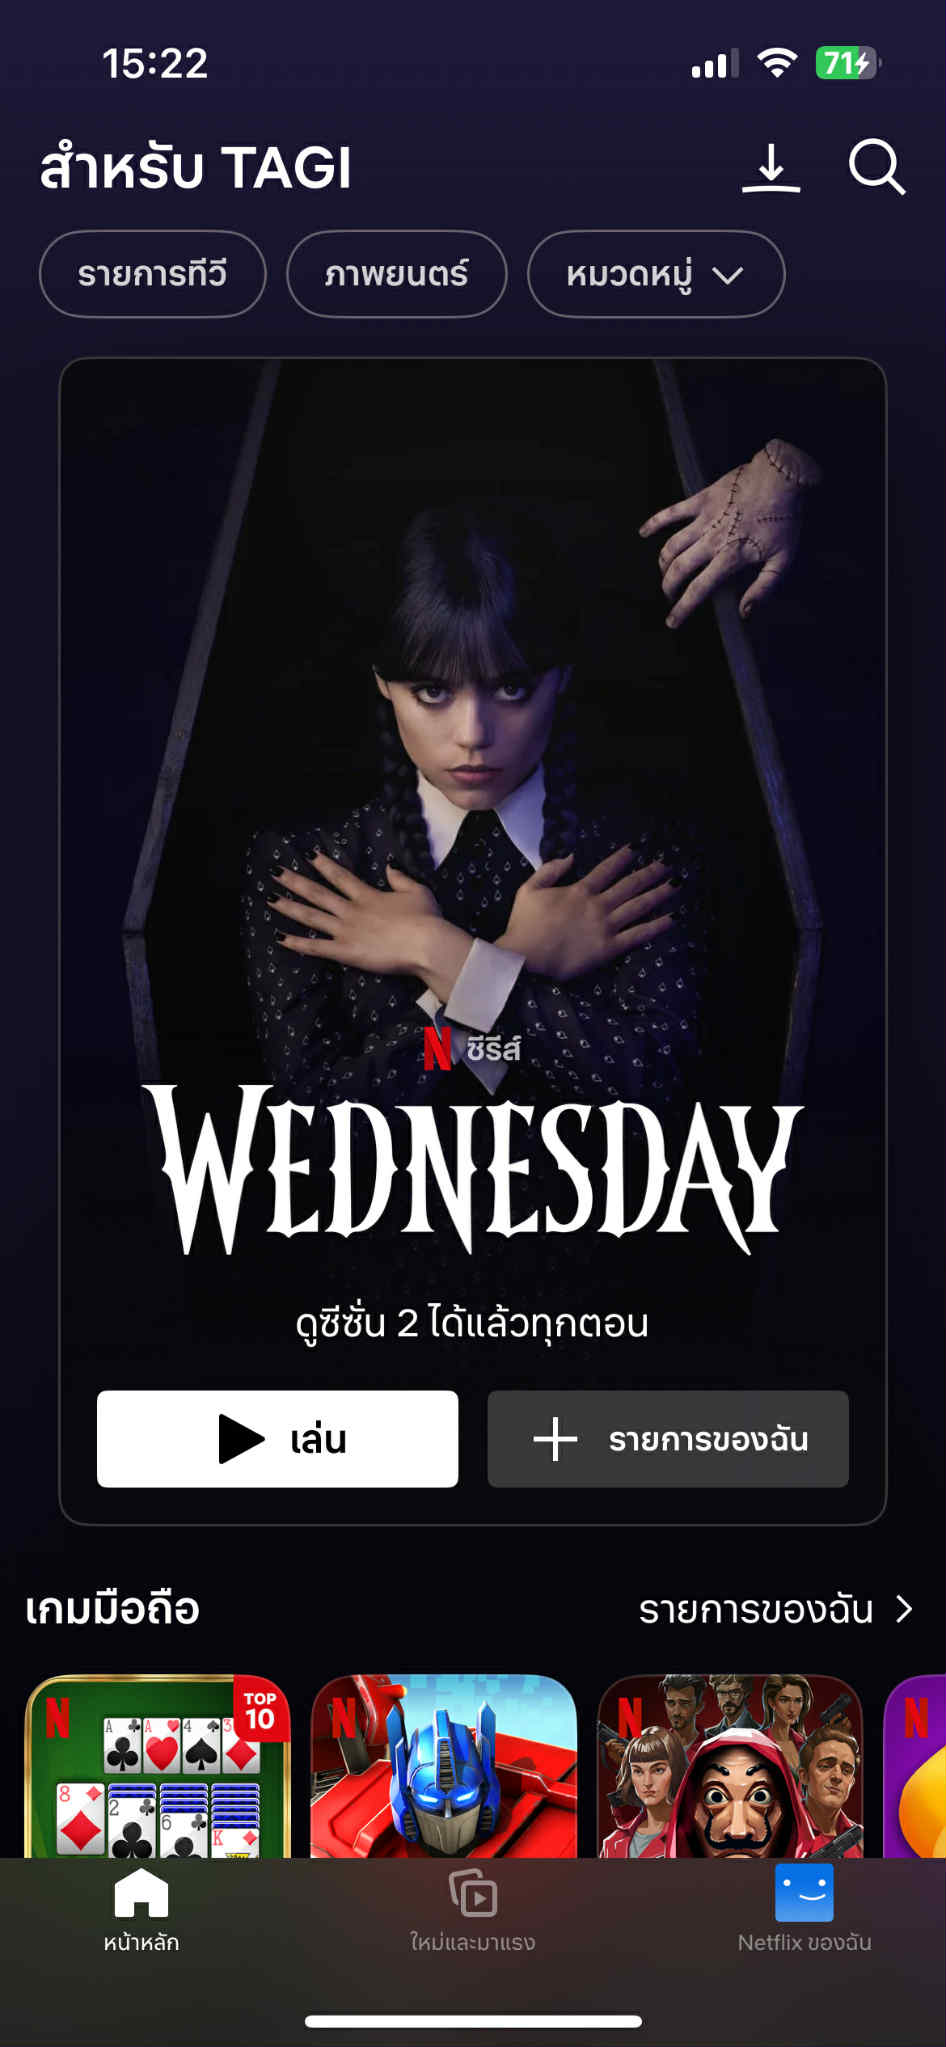 15:22
71
สำหรับ TAGI
รายการทีวี
ภาพยนตร์
หมวดหมู่
N ซีรีส์
WEDNESDAY
ดูซีซั่น 2 ได้แล้วทุกตอน
เล่น
รายการของฉัน
เกมมือถือ
รายการของฉัน
N
TOP
10
A A 4 3
8 2 6 K
N
N
N
หน้าหลัก
ใหม่และมาแรง
Netflix ของฉัน